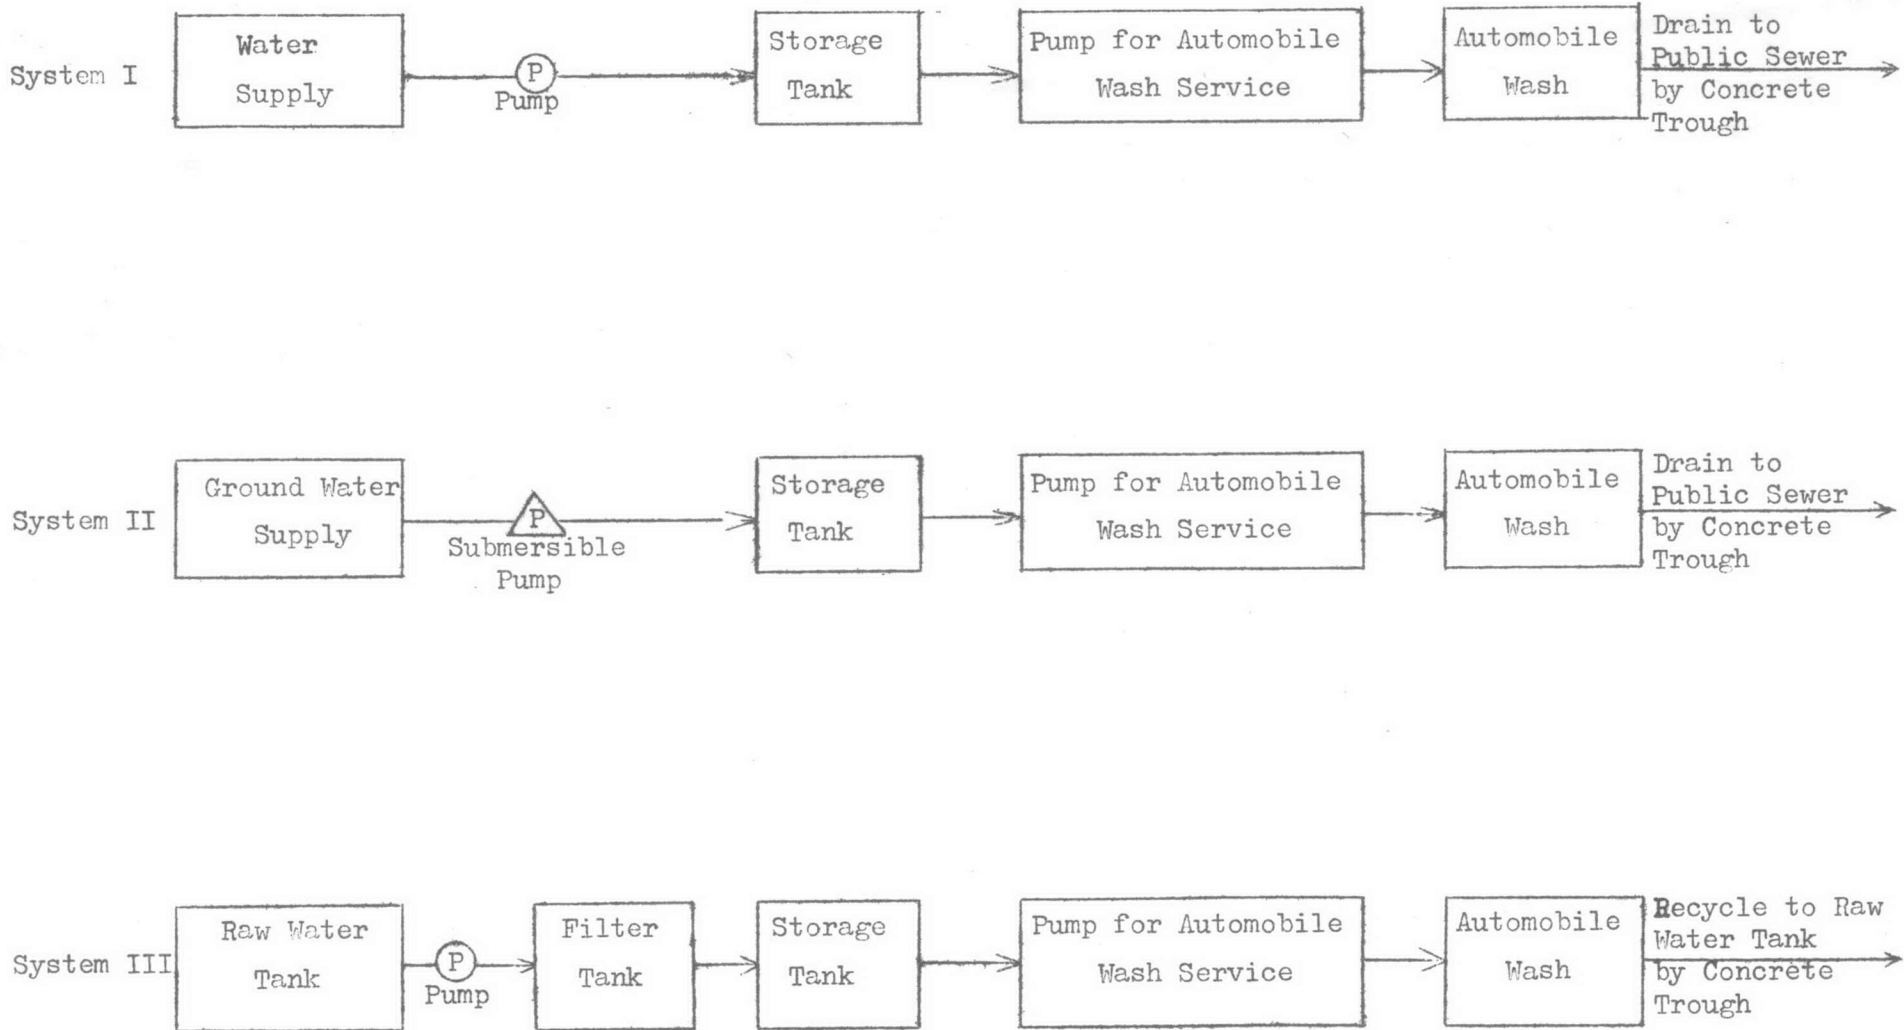 System I
Water
Supply
P
Pump
Storage
Tank
Pump for Automobile
Wash Service
Automobile
Wash
Drain to
Public Sewer
by Concrete
Trough
System II
Ground Water
Supply
P
Submersible
Pump
Storage
Tank
Pump for Automobile
Wash Service
Automobile
Wash
Drain to
Public Sewer
by Concrete
Trough
System III
Raw Water
Tank
P
Pump
Filter
Tank
Storage
Tank
Pump for Automobile
Wash Service
Automobile
Wash
Recycle to Raw
Water Tank
by Concrete
Trough